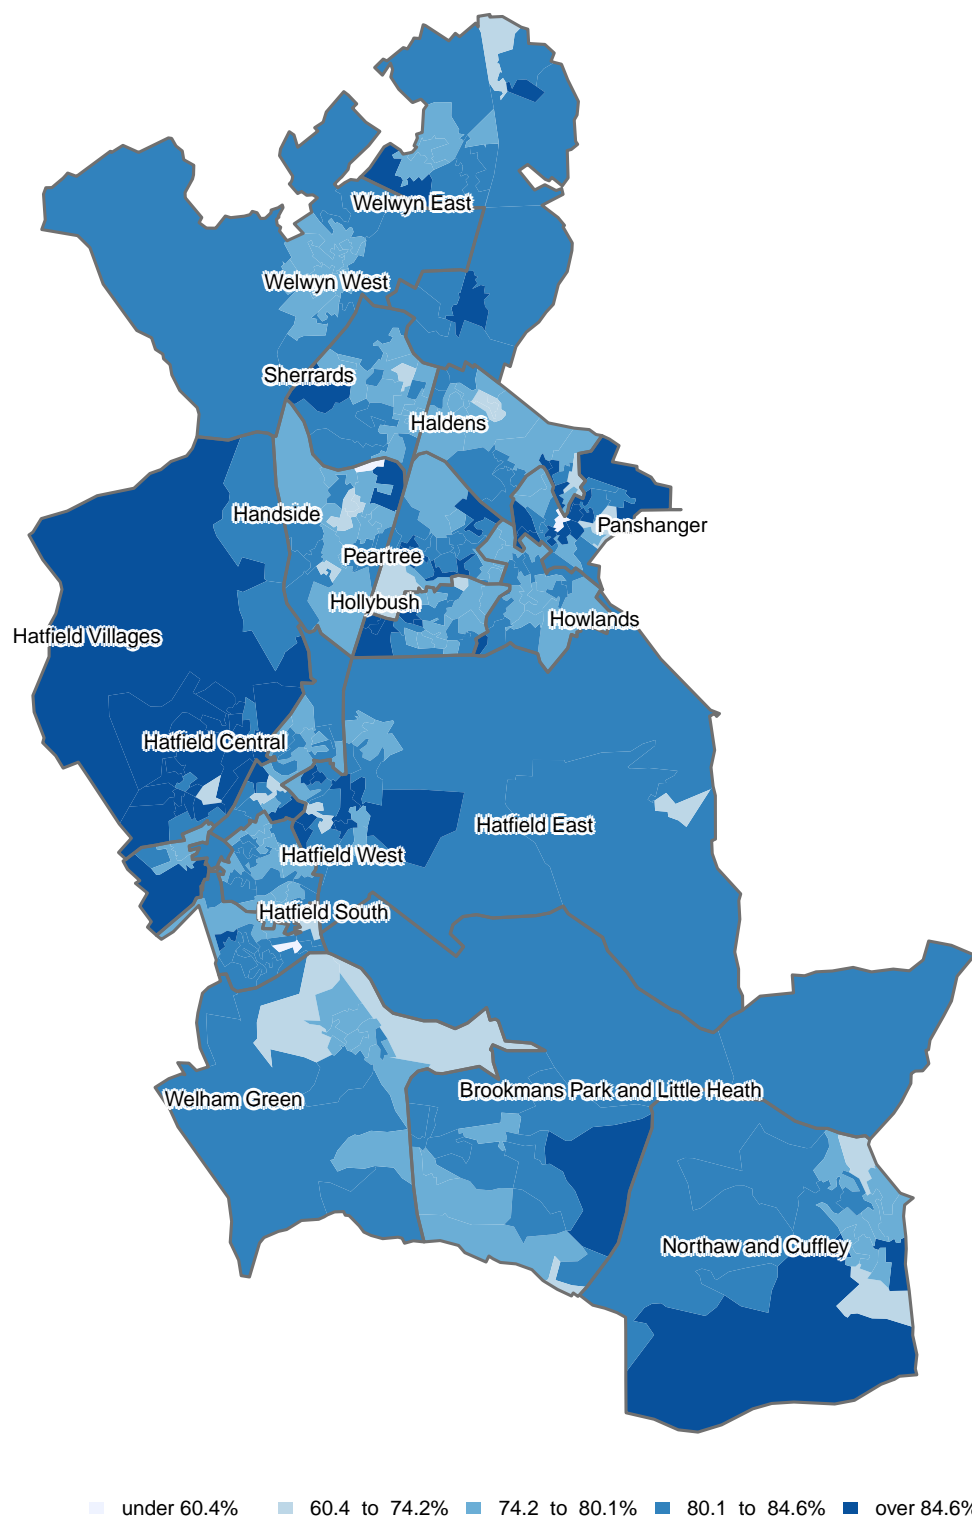 Welwyn East
Welwyn West
Sherrards
Haldens
Handside
Panshanger
Peartree
Hollybush
Howlands
Hatfield Villages
Hatfield Central
Hatfield East
Hatfield West
Hatfield South
Brookmans Park and Little Heath
Welham Green
Northaw and Cuffley
under 60.4% 60.4 to 74.2% 74.2 to 80.1% 80.1 to 84.6% over 84.6%